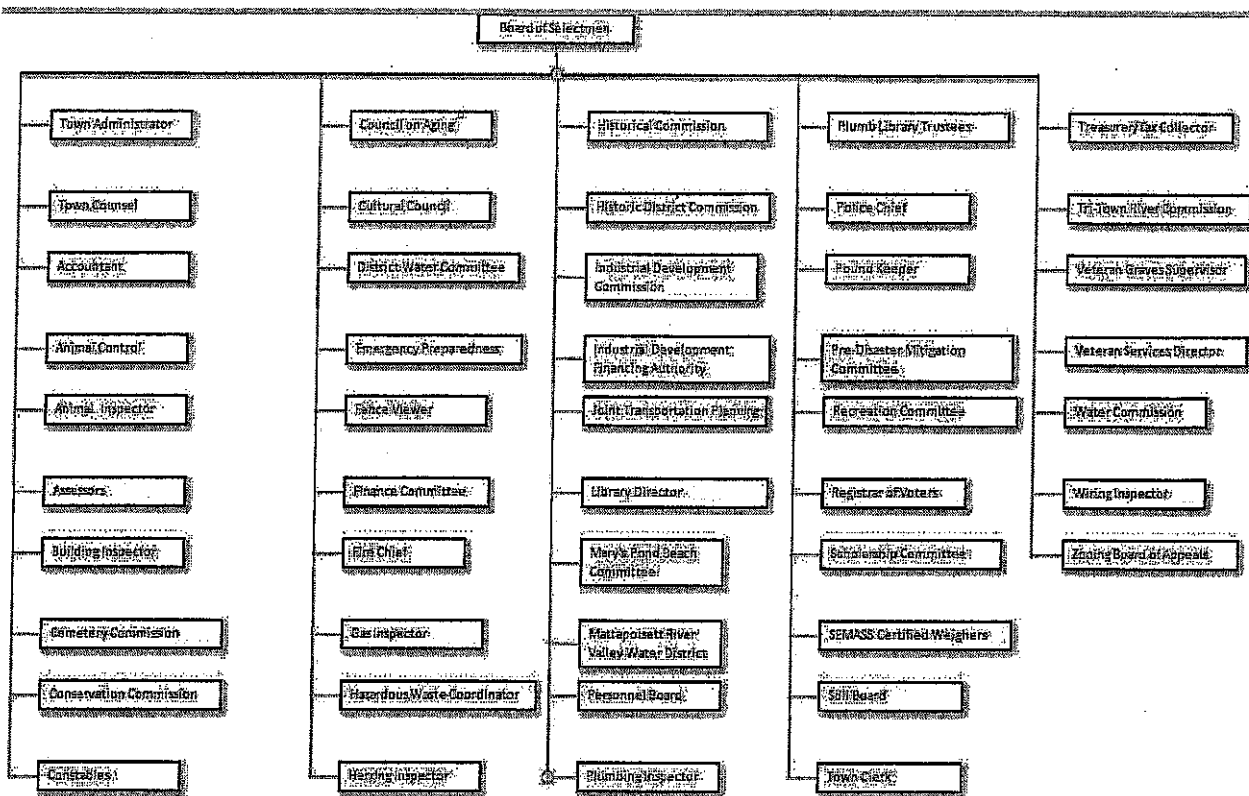 Board of Selectmen
Town Administrator
Town Counsel
Accountant
Animal Control
Animal Inspector
Assessors
Building Inspector
Cemetery Commission
Conservation Commission
Constables
Council on Aging
Cultural Council
District Water Committee
Emergency Preparedness
Fence Viewer
Finance Committee
Fire Chief
Gas Inspector
Hazardous Waste Coordinator
Herring Inspector
Historical Commission
Historic District Commission
Industrial Development
Commission
Industrial Development
Financing Authority
Joint Transportation Planning
Library Director
Mary's Pond Beach
Committee
Mattapoisett River
Valley Water District
Personnel Board
Plumbing Inspector
Plumb Library Trustees
Police Chief
Pound Keeper
Pre-Disaster Mitigation
Committee
Recreation Committee
Registrar of Voters
Scholarship Committee
SEMASS Certified Weighers
Soil Board
Town Clerk
Treasurer/Tax Collector
Tri-Town River Commission
Veteran Graves Supervisor
Veteran Services Director
Water Commission
Wiring Inspector
Zoning Board of Appeals